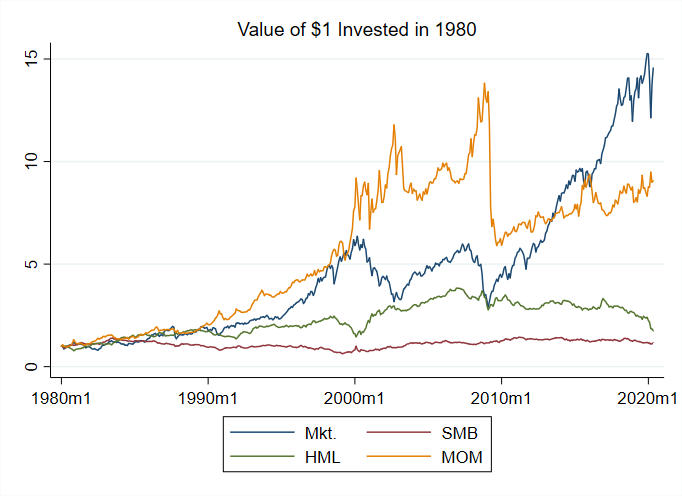 Value of $1 Invested in 1980
15
10
5
0
1980m1 1990m1 2000m1 2010m1 2020m1
Mkt. SMB
HML MOM